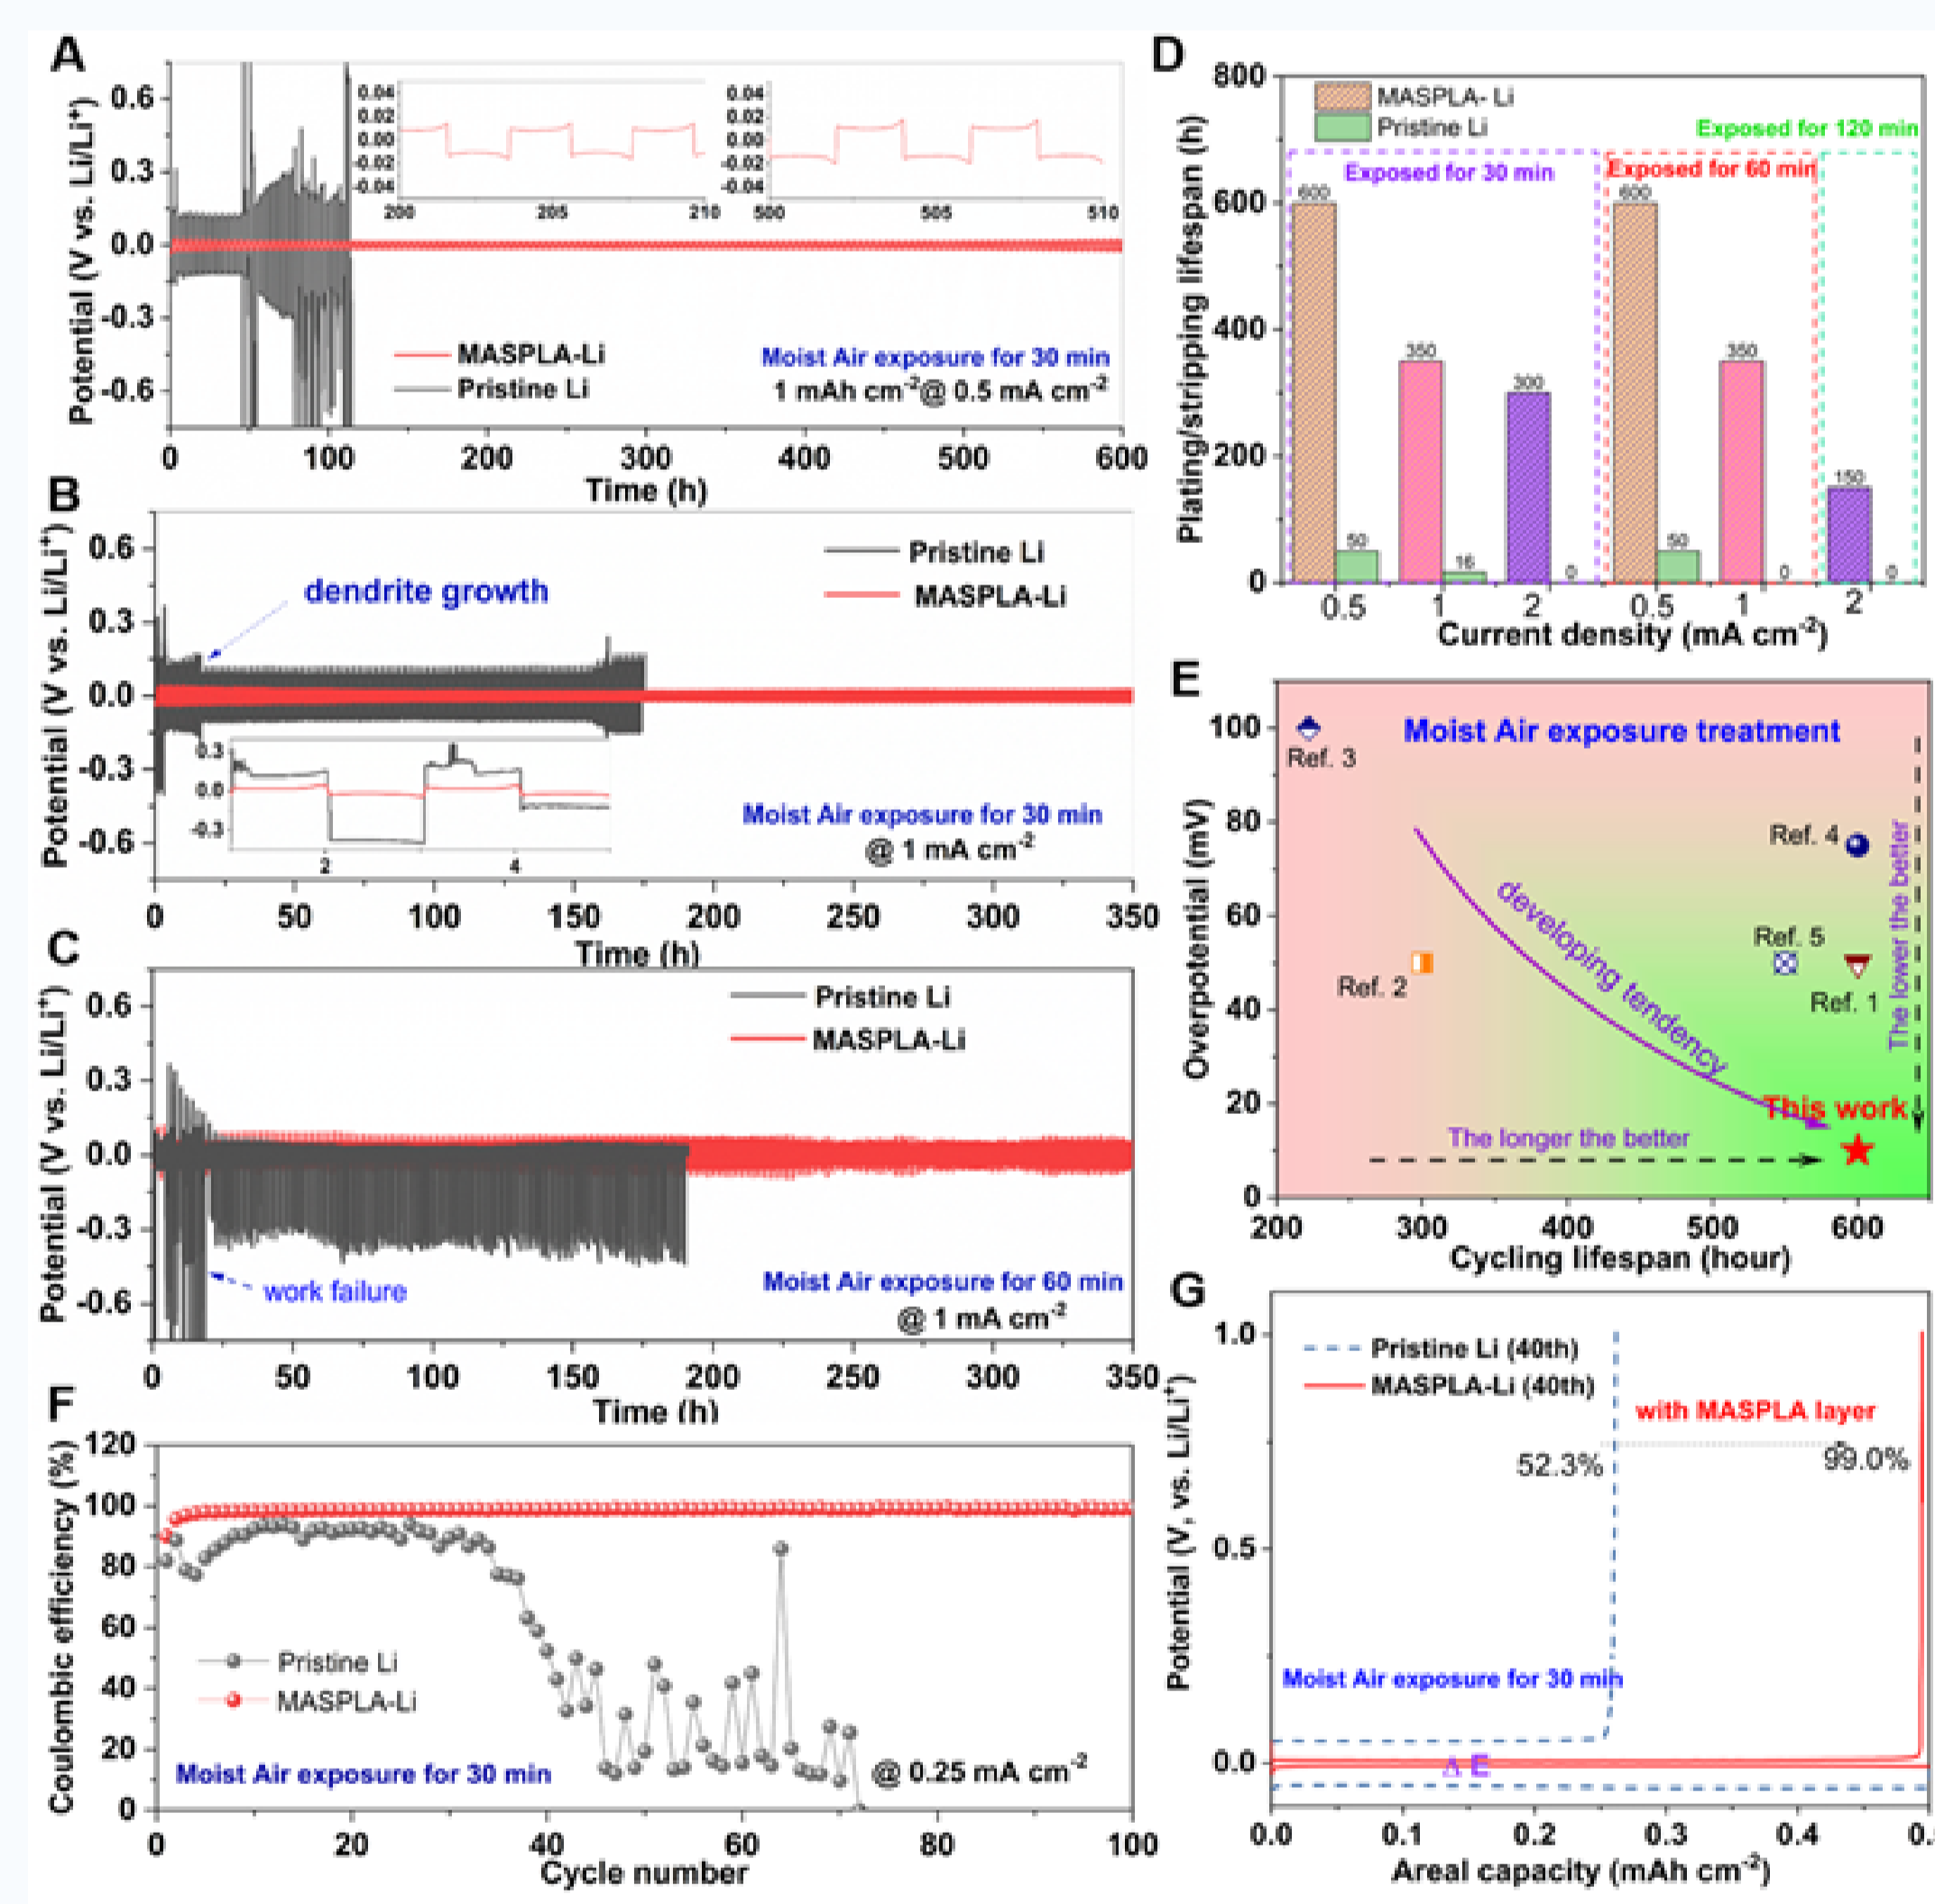 A
Potential (V vs. Li/Li⁺)
0.6
0.3
0.0
-0.3
-0.6
0.04
0.02
0.00
-0.02
-0.04
200
205
210
0.04
0.02
0.00
-0.02
-0.04
500
505
510
MASPLA-Li
Pristine Li
Moist Air exposure for 30 min
1 mAh cm⁻²@ 0.5 mA cm⁻²
0
100
200
300
400
500
600
Time (h)
B
Potential (V vs. Li/Li⁺)
0.6
0.3
0.0
-0.3
-0.6
dendrite growth
Pristine Li
MASPLA-Li
0.3
0.0
-0.3
2
4
Moist Air exposure for 30 min
@ 1 mA cm⁻²
0
50
100
150
200
250
300
350
Time (h)
C
Potential (V vs. Li/Li⁺)
0.6
0.3
0.0
-0.3
-0.6
Pristine Li
MASPLA-Li
work failure
Moist Air exposure for 60 min
@ 1 mA cm⁻²
0
50
100
150
200
250
300
350
Time (h)
D
Plating/stripping lifespan (h)
800
600
400
200
0
MASPLA- Li
Pristine Li
Exposed for 120 min
Exposed for 30 min
Exposed for 60 min
600
50
350
16
300
0
600
50
350
0
150
0
0.5
1
2
0.5
1
2
Current density (mA cm⁻²)
E
Overpotential (mV)
100
80
60
40
20
0
Moist Air exposure treatment
Ref. 3
Ref. 4
Ref. 5
Ref. 2
Ref. 1
developing tendency
The lower the better
This work
The longer the better
200
300
400
500
600
Cycling lifespan (hour)
F
Coulombic efficiency (%)
120
100
80
60
40
20
0
Pristine Li
MASPLA-Li
Moist Air exposure for 30 min
@ 0.25 mA cm⁻²
0
20
40
60
80
100
Cycle number
G
Potential (V, vs. Li/Li⁺)
1.0
0.5
0.0
Pristine Li (40th)
MASPLA-Li (40th)
with MASPLA layer
52.3%
99.0%
Moist Air exposure for 30 min
Δ E
0.0
0.1
0.2
0.3
0.4
Areal capacity (mAh cm⁻²)